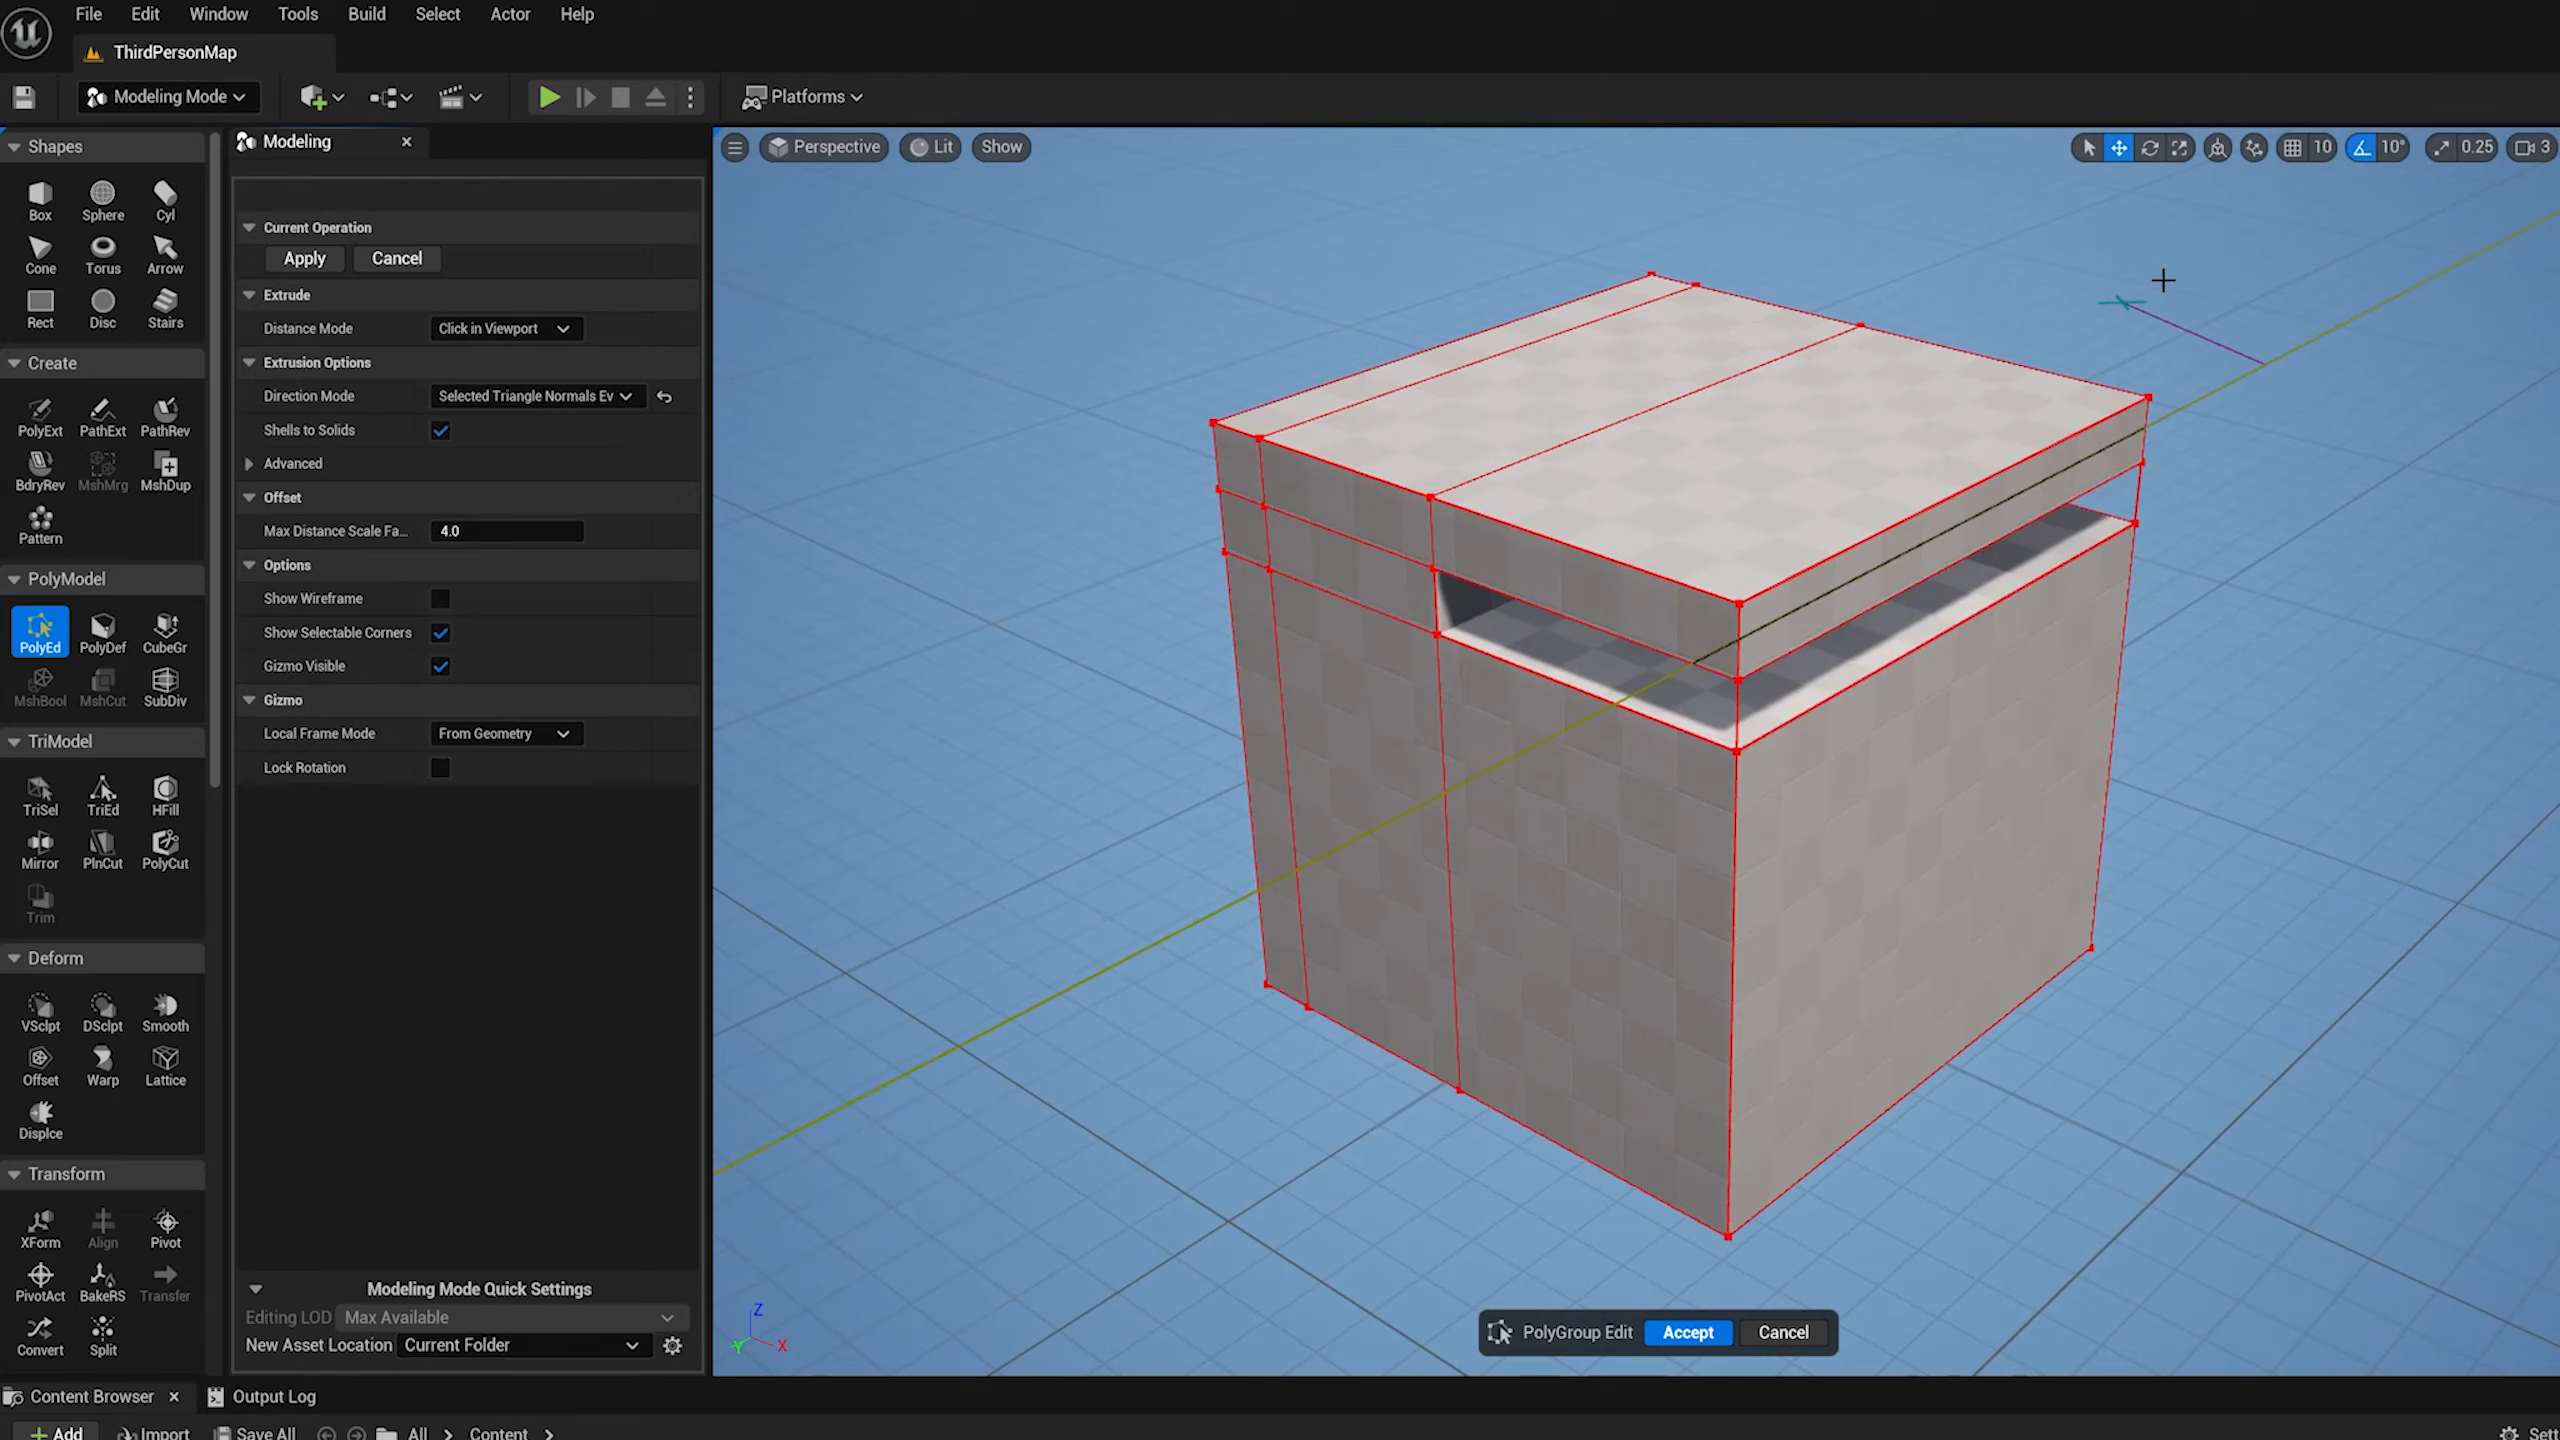 File Edit Window Tools Build Select Actor Help
ThirdPersonMap
Modeling Mode
Platforms
Shapes
Box Sphere Cyl
Cone Torus Arrow
Rect Disc Stairs
Create
PolyExt PathExt PathRev
BdryRev MshMrg MshDup
Pattern
PolyModel
PolyEd PolyDef CubeGr
MshBool MshCut SubDiv
TriModel
TriSel TriEd HFill
Mirror PlnCut PolyCut
Trim
Deform
VSclpt DSclpt Smooth
Offset Warp Lattice
Displce
Transform
XForm Align Pivot
PivotAct BakeRS Transfer
Convert Split
Modeling
Current Operation
Apply Cancel
Extrude
Distance Mode Click in Viewport
Extrusion Options
Direction Mode Selected Triangle Normals Ev
Shells to Solids
Advanced
Offset
Max Distance Scale Fa... 4.0
Options
Show Wireframe
Show Selectable Corners
Gizmo Visible
Gizmo
Local Frame Mode From Geometry
Lock Rotation
Modeling Mode Quick Settings
Editing LOD Max Available
New Asset Location Current Folder
Perspective Lit Show
10 10° 0.25 3
Z
Y X
PolyGroup Edit Accept Cancel
Content Browser Output Log
Add Import Save All All Content
Sett